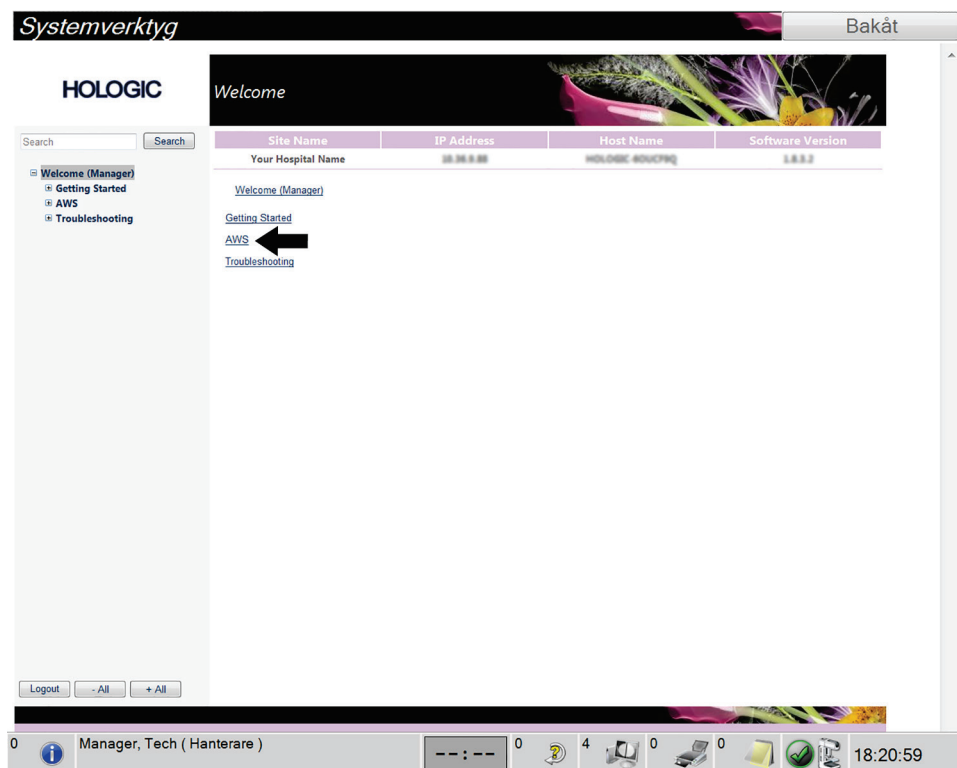 Systemverktyg
Bakåt
HOLOGIC
Welcome
Search Search
Site Name IP Address Host Name Software Version
Your Hospital Name
Welcome (Manager)
Getting Started
AWS
Troubleshooting
Welcome (Manager)
Getting Started
AWS
Troubleshooting
Logout - All + All
0 Manager, Tech ( Hanterare ) --:-- 0 4 0 0 18:20:59